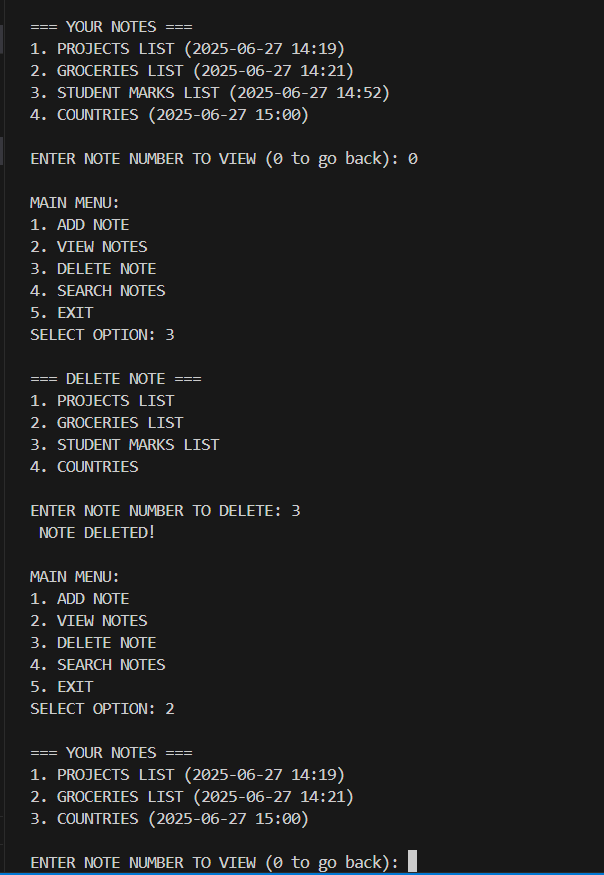 === YOUR NOTES ===
1. PROJECTS LIST (2025-06-27 14:19)
2. GROCERIES LIST (2025-06-27 14:21)
3. STUDENT MARKS LIST (2025-06-27 14:52)
4. COUNTRIES (2025-06-27 15:00)
ENTER NOTE NUMBER TO VIEW (0 to go back): 0
MAIN MENU:
1. ADD NOTE
2. VIEW NOTES
3. DELETE NOTE
4. SEARCH NOTES
5. EXIT
SELECT OPTION: 3
=== DELETE NOTE ===
1. PROJECTS LIST
2. GROCERIES LIST
3. STUDENT MARKS LIST
4. COUNTRIES
ENTER NOTE NUMBER TO DELETE: 3
NOTE DELETED!
MAIN MENU:
1. ADD NOTE
2. VIEW NOTES
3. DELETE NOTE
4. SEARCH NOTES
5. EXIT
SELECT OPTION: 2
=== YOUR NOTES ===
1. PROJECTS LIST (2025-06-27 14:19)
2. GROCERIES LIST (2025-06-27 14:21)
3. COUNTRIES (2025-06-27 15:00)
ENTER NOTE NUMBER TO VIEW (0 to go back):